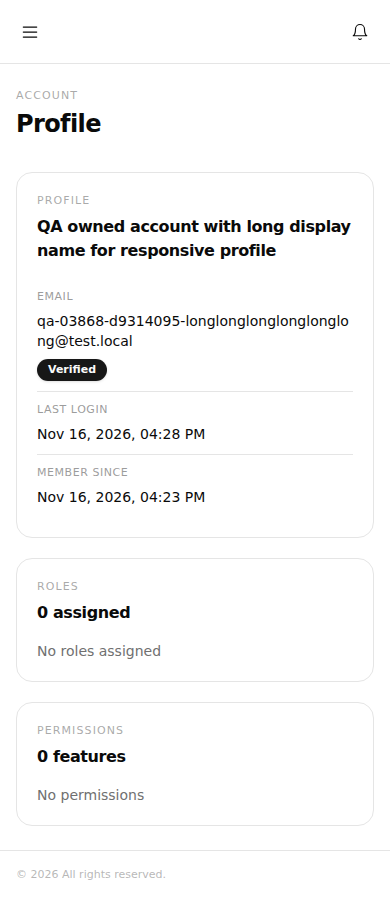 ACCOUNT
Profile
PROFILE
QA owned account with long display
name for responsive profile
EMAIL
qa-03868-d9314095-longlonglonglonglonglo
ng@test.local
Verified
LAST LOGIN
Nov 16, 2026, 04:28 PM
MEMBER SINCE
Nov 16, 2026, 04:23 PM
ROLES
0 assigned
No roles assigned
PERMISSIONS
0 features
No permissions
© 2026 All rights reserved.